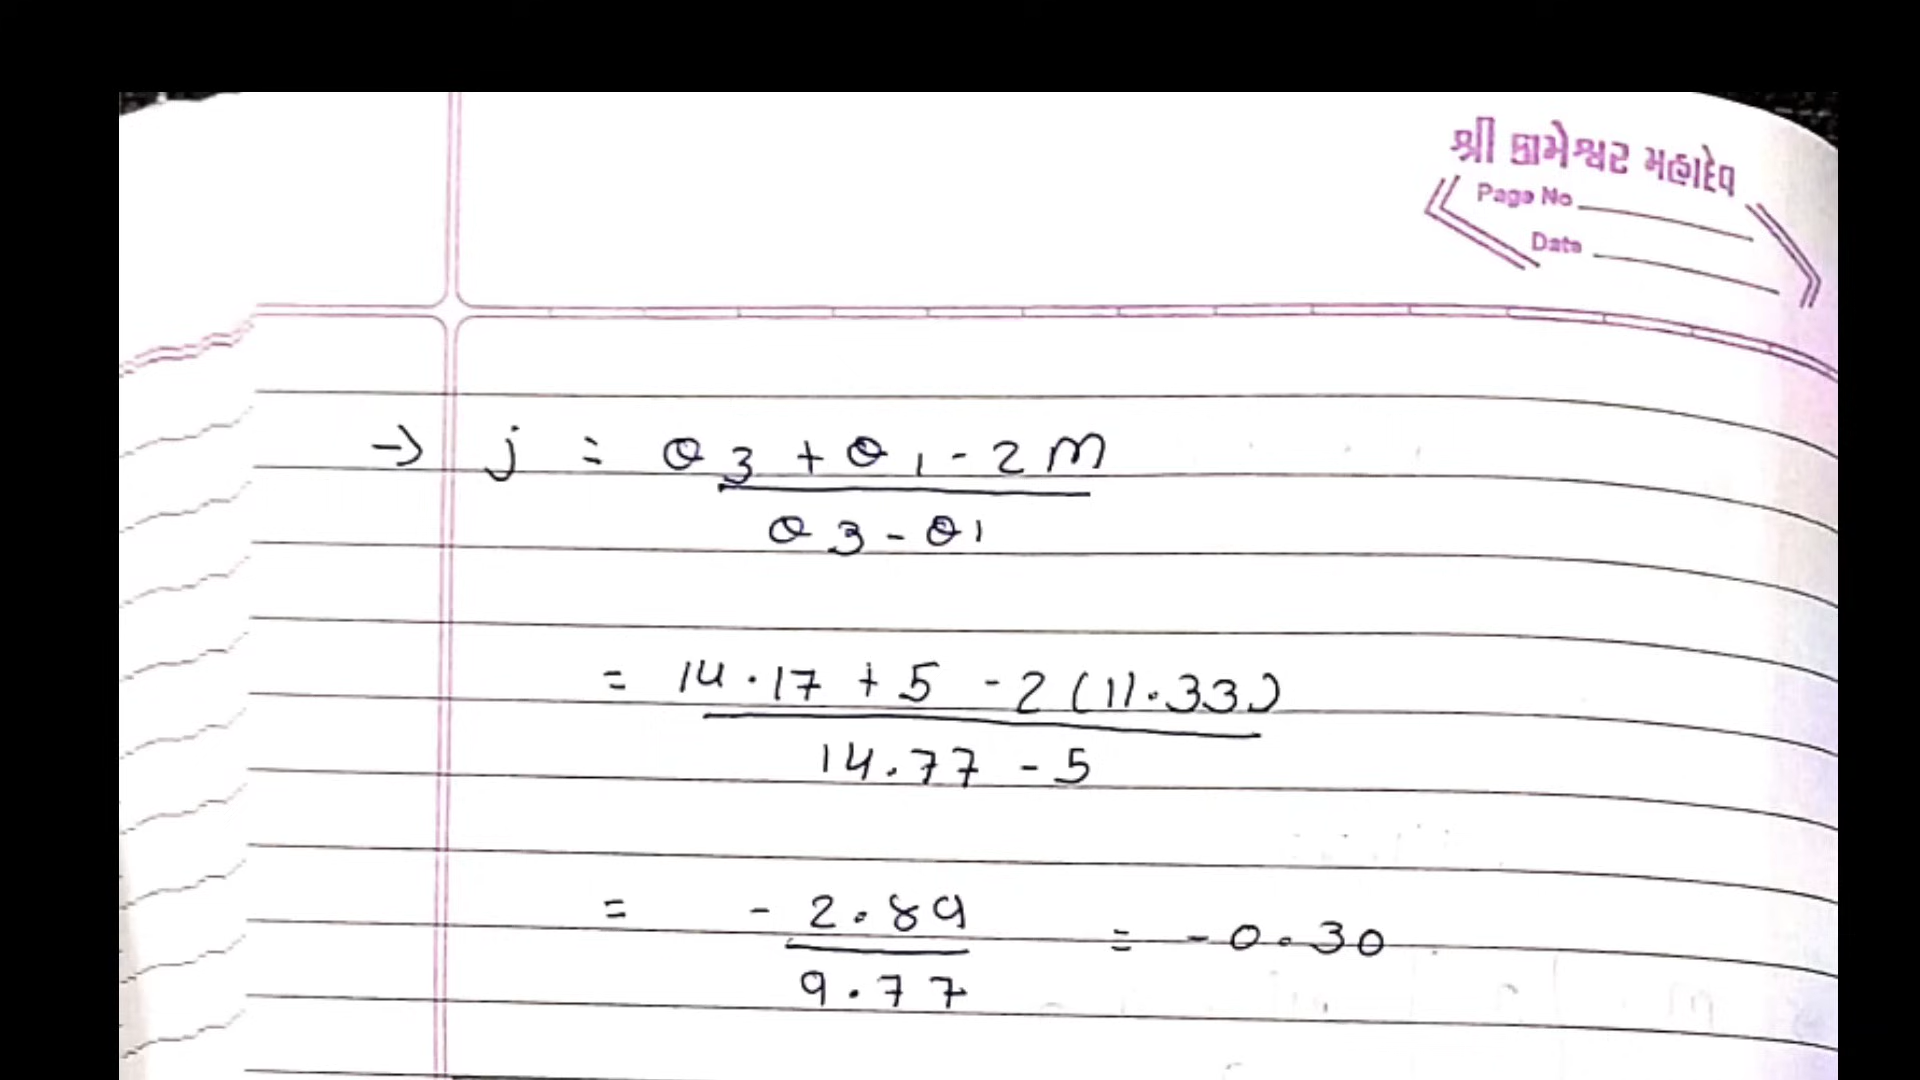 શ્રી કામેશ્વર મહાદેવ
Page No
Date
→ j = Q3 + Q1 - 2M
Q3 - Q1
= 14.17 + 5 - 2(11.33)
14.77 - 5
= - 2.89 = - 0.30
9.77